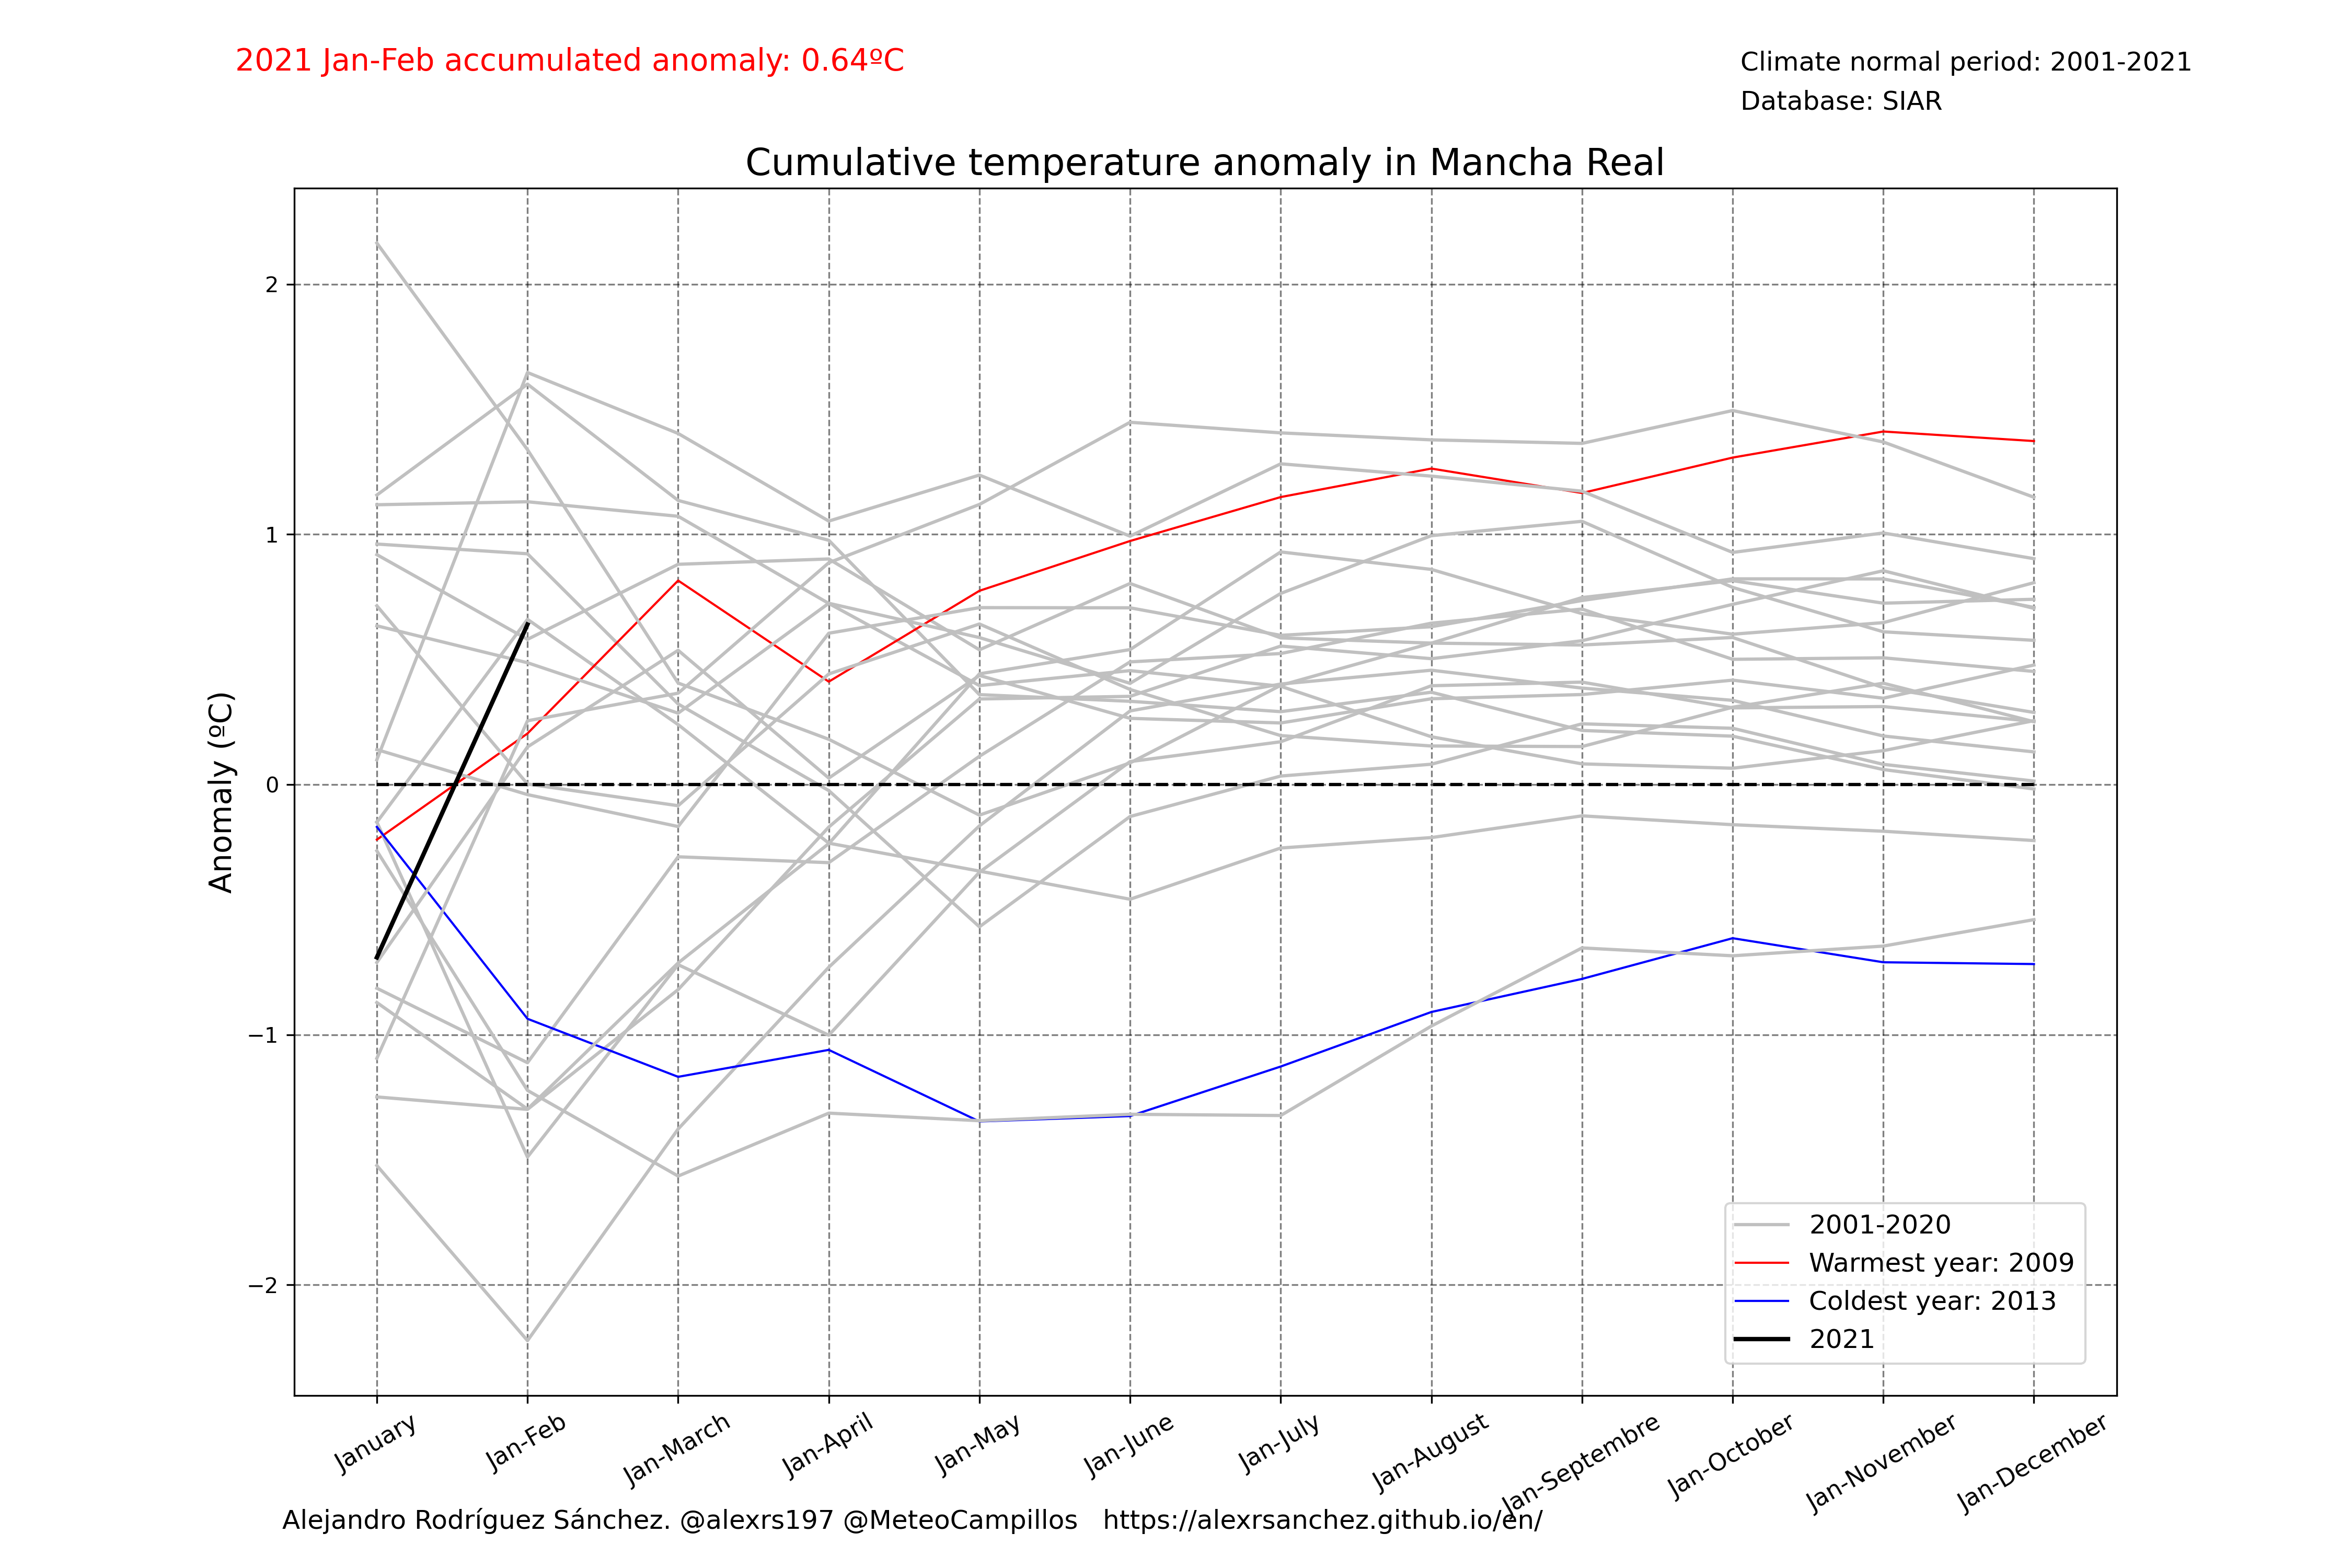 2021 Jan-Feb accumulated anomaly: 0.64ºC
Climate normal period: 2001-2021
Database: SIAR
Cumulative temperature anomaly in Mancha Real
Anomaly (ºC)
2
1
0
−1
−2
2001-2020
Warmest year: 2009
Coldest year: 2013
2021
January
Jan-Feb
Jan-March
Jan-April
Jan-May
Jan-June
Jan-July
Jan-August
Jan-Septembre
Jan-October
Jan-November
Jan-December
Alejandro Rodríguez Sánchez. @alexrs197 @MeteoCampillos https://alexrsanchez.github.io/en/